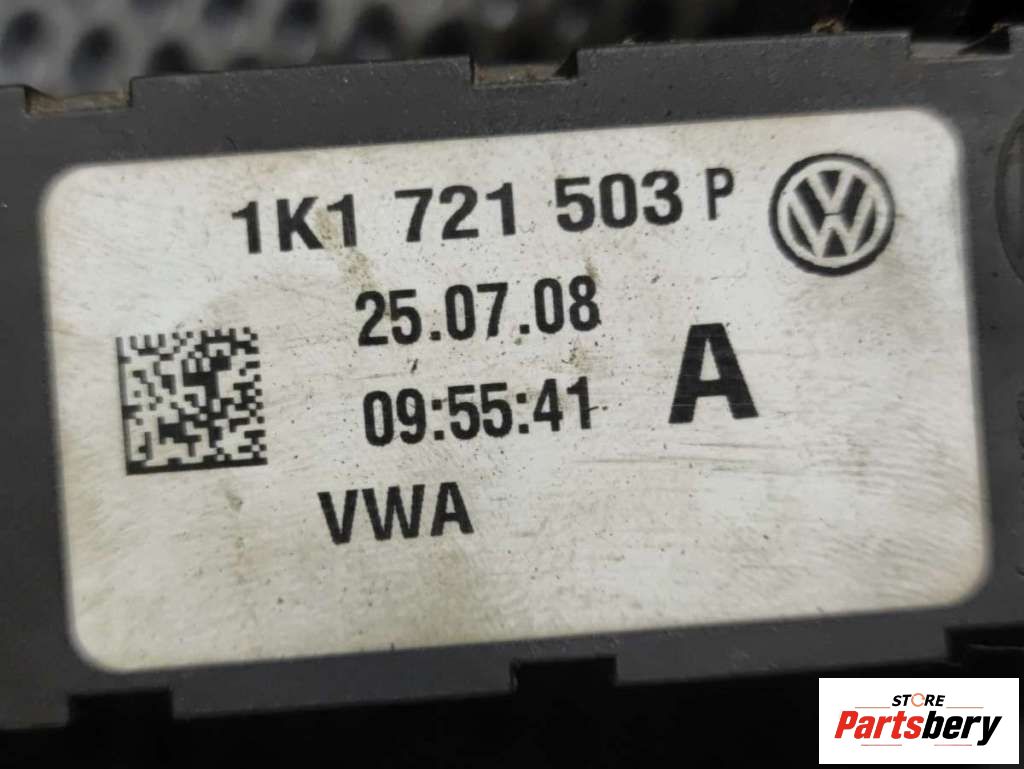 1K1 721 503 P
25.07.08
09:55:41
A
VWA
STORE
Partsbery